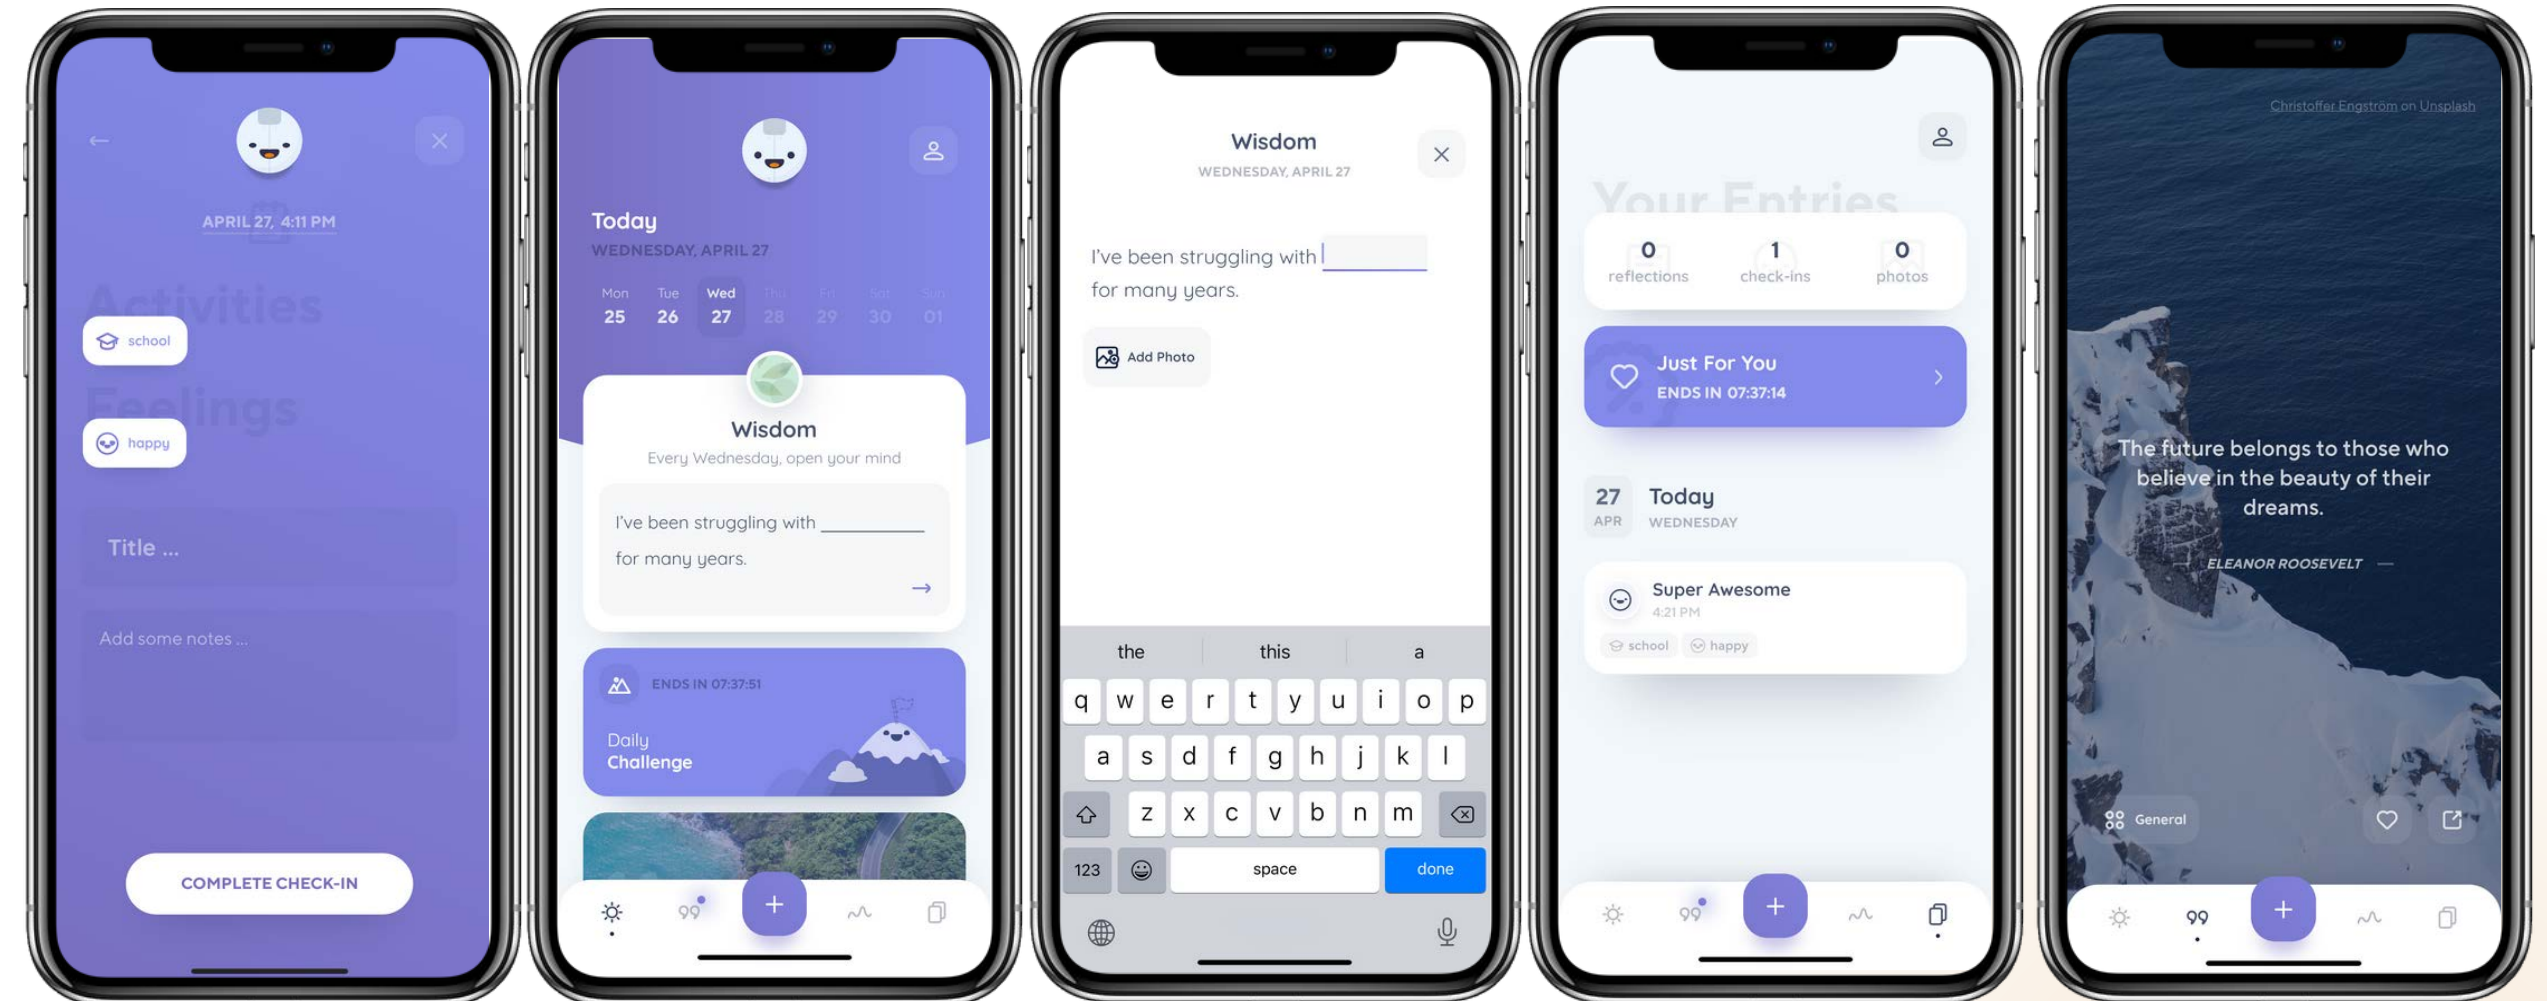 APRIL 27, 4:11 PM
Activities
school
Feelings
happy
Title ...
Add some notes ...
COMPLETE CHECK-IN
Today
WEDNESDAY, APRIL 27
Mon Tue Wed Thu Fri Sat Sun
25 26 27 28 29 30 01
Wisdom
Every Wednesday, open your mind
I've been struggling with __________
for many years.
ENDS IN 07:37:51
Daily
Challenge
Wisdom
WEDNESDAY, APRIL 27
I've been struggling with
for many years.
Add Photo
the this a
q w e r t y u i o p
a s d f g h j k l
z x c v b n m
123 space done
Your Entries
0 1 0
reflections check-ins photos
Just For You
ENDS IN 07:37:14
27 Today
APR WEDNESDAY
Super Awesome
4:21 PM
school happy
Christoffer Engström on Unsplash
The future belongs to those who
believe in the beauty of their
dreams.
— ELEANOR ROOSEVELT —
General